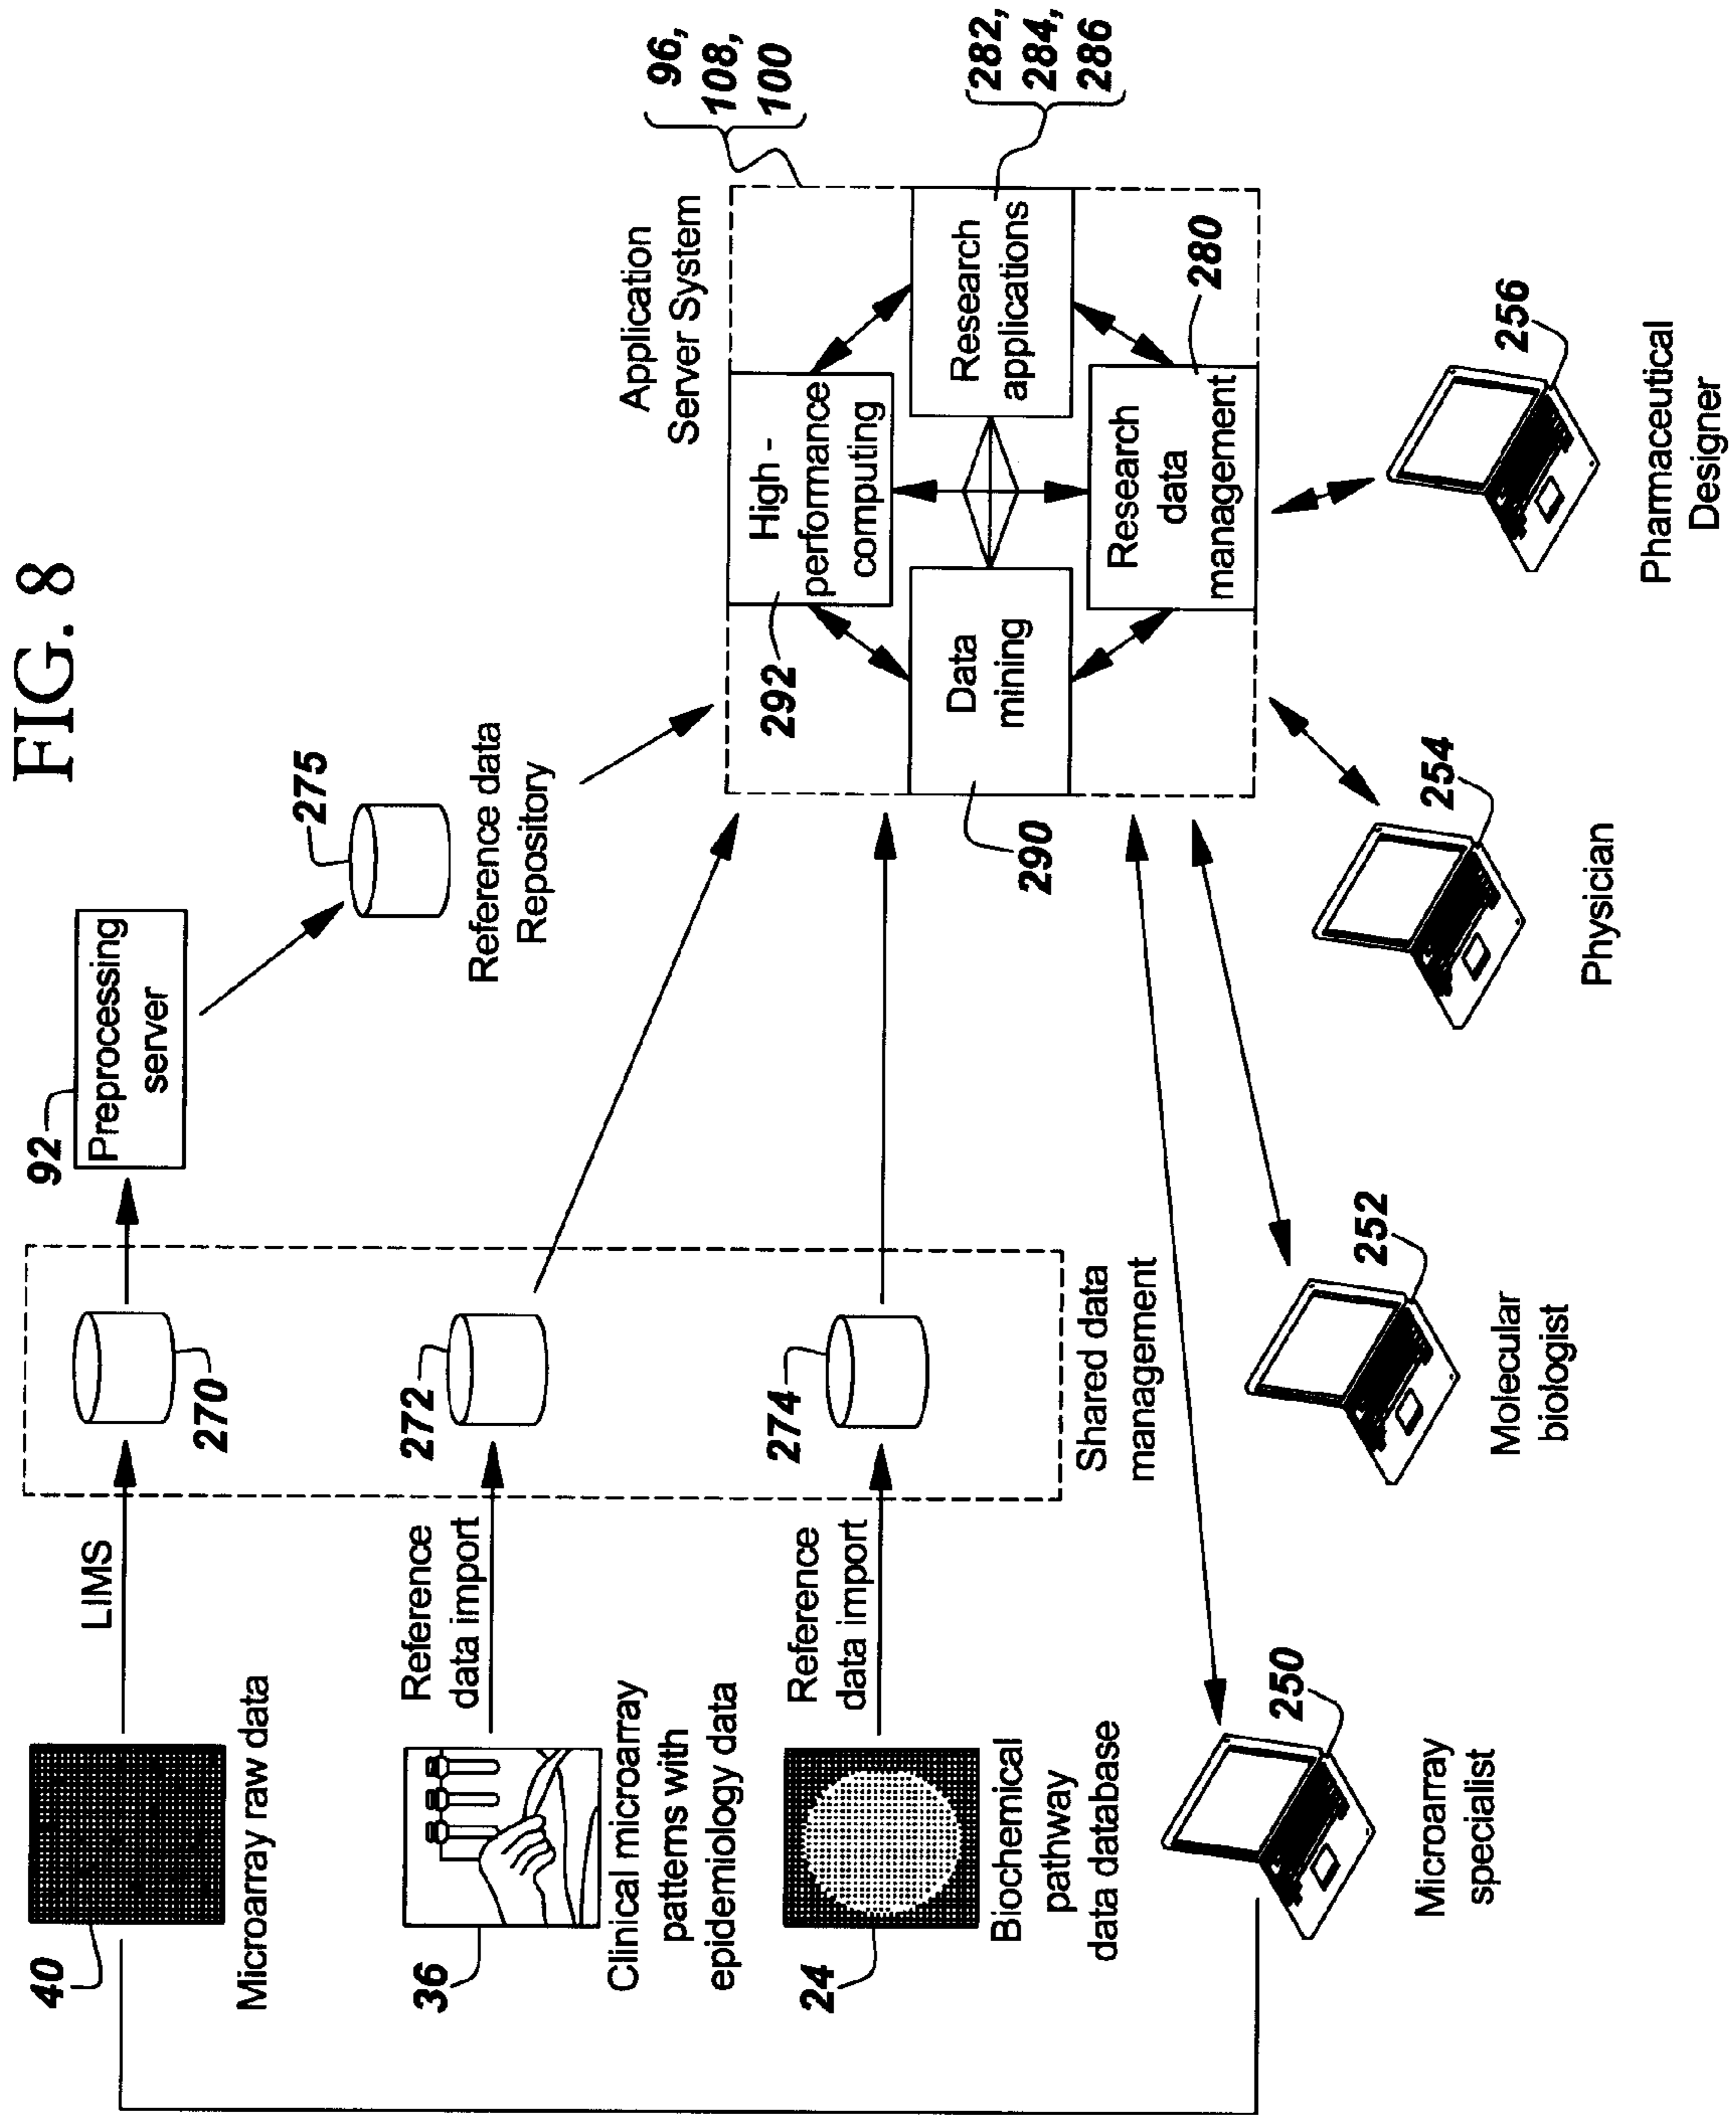 FIG. 8
40
Microarray raw data
LIMS
270
92
Preprocessing
server
275
Reference data
Repository
36
Clinical microarray
patterns with
epidemiology data
Reference
data import
272
24
Biochemical
pathway
data database
Reference
data import
274
Shared data
management
Application
Server System
96,
108,
100
292
High -
performance
computing
Research
applications
282,
284,
286
Data
mining
290
Research
data
management
280
250
Microarray
specialist
252
Molecular
biologist
254
Physician
256
Pharmaceutical
Designer